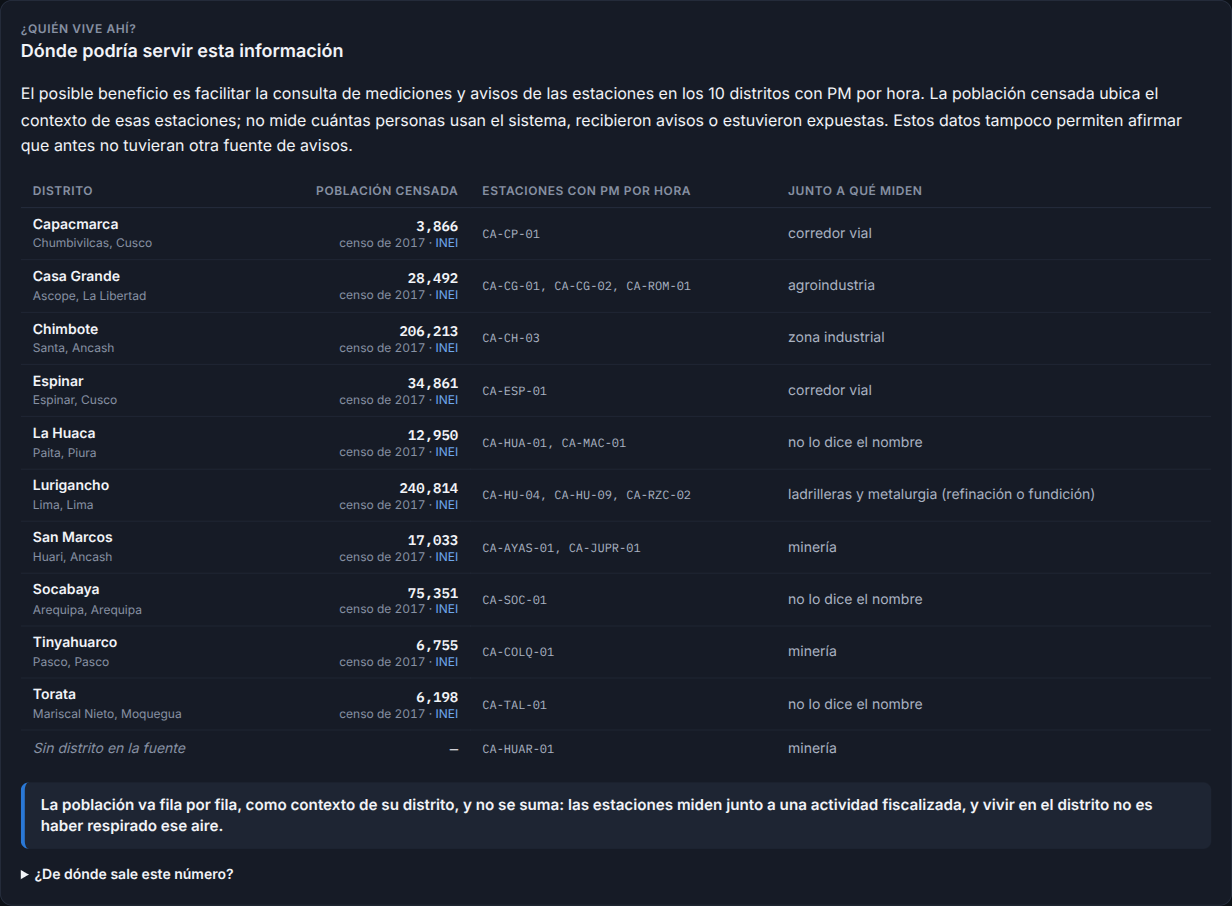 ¿QUIÉN VIVE AHÍ?
Dónde podría servir esta información
El posible beneficio es facilitar la consulta de mediciones y avisos de las estaciones en los 10 distritos con PM por hora. La población censada ubica el
contexto de esas estaciones; no mide cuántas personas usan el sistema, recibieron avisos o estuvieron expuestas. Estos datos tampoco permiten afirmar
que antes no tuvieran otra fuente de avisos.
DISTRITO POBLACIÓN CENSADA ESTACIONES CON PM POR HORA JUNTO A QUÉ MIDEN
Capacmarca 3,866 CA-CP-01 corredor vial
Chumbivilcas, Cusco censo de 2017 · INEI
Casa Grande 28,492 CA-CG-01, CA-CG-02, CA-ROM-01 agroindustria
Ascope, La Libertad censo de 2017 · INEI
Chimbote 206,213 CA-CH-03 zona industrial
Santa, Ancash censo de 2017 · INEI
Espinar 34,861 CA-ESP-01 corredor vial
Espinar, Cusco censo de 2017 · INEI
La Huaca 12,950 CA-HUA-01, CA-MAC-01 no lo dice el nombre
Paita, Piura censo de 2017 · INEI
Lurigancho 240,814 CA-HU-04, CA-HU-09, CA-RZC-02 ladrilleras y metalurgia (refinación o fundición)
Lima, Lima censo de 2017 · INEI
San Marcos 17,033 CA-AYAS-01, CA-JUPR-01 minería
Huari, Ancash censo de 2017 · INEI
Socabaya 75,351 CA-SOC-01 no lo dice el nombre
Arequipa, Arequipa censo de 2017 · INEI
Tinyahuarco 6,755 CA-COLQ-01 minería
Pasco, Pasco censo de 2017 · INEI
Torata 6,198 CA-TAL-01 no lo dice el nombre
Mariscal Nieto, Moquegua censo de 2017 · INEI
Sin distrito en la fuente — CA-HUAR-01 minería
La población va fila por fila, como contexto de su distrito, y no se suma: las estaciones miden junto a una actividad fiscalizada, y vivir en el distrito no es
haber respirado ese aire.
▶ ¿De dónde sale este número?